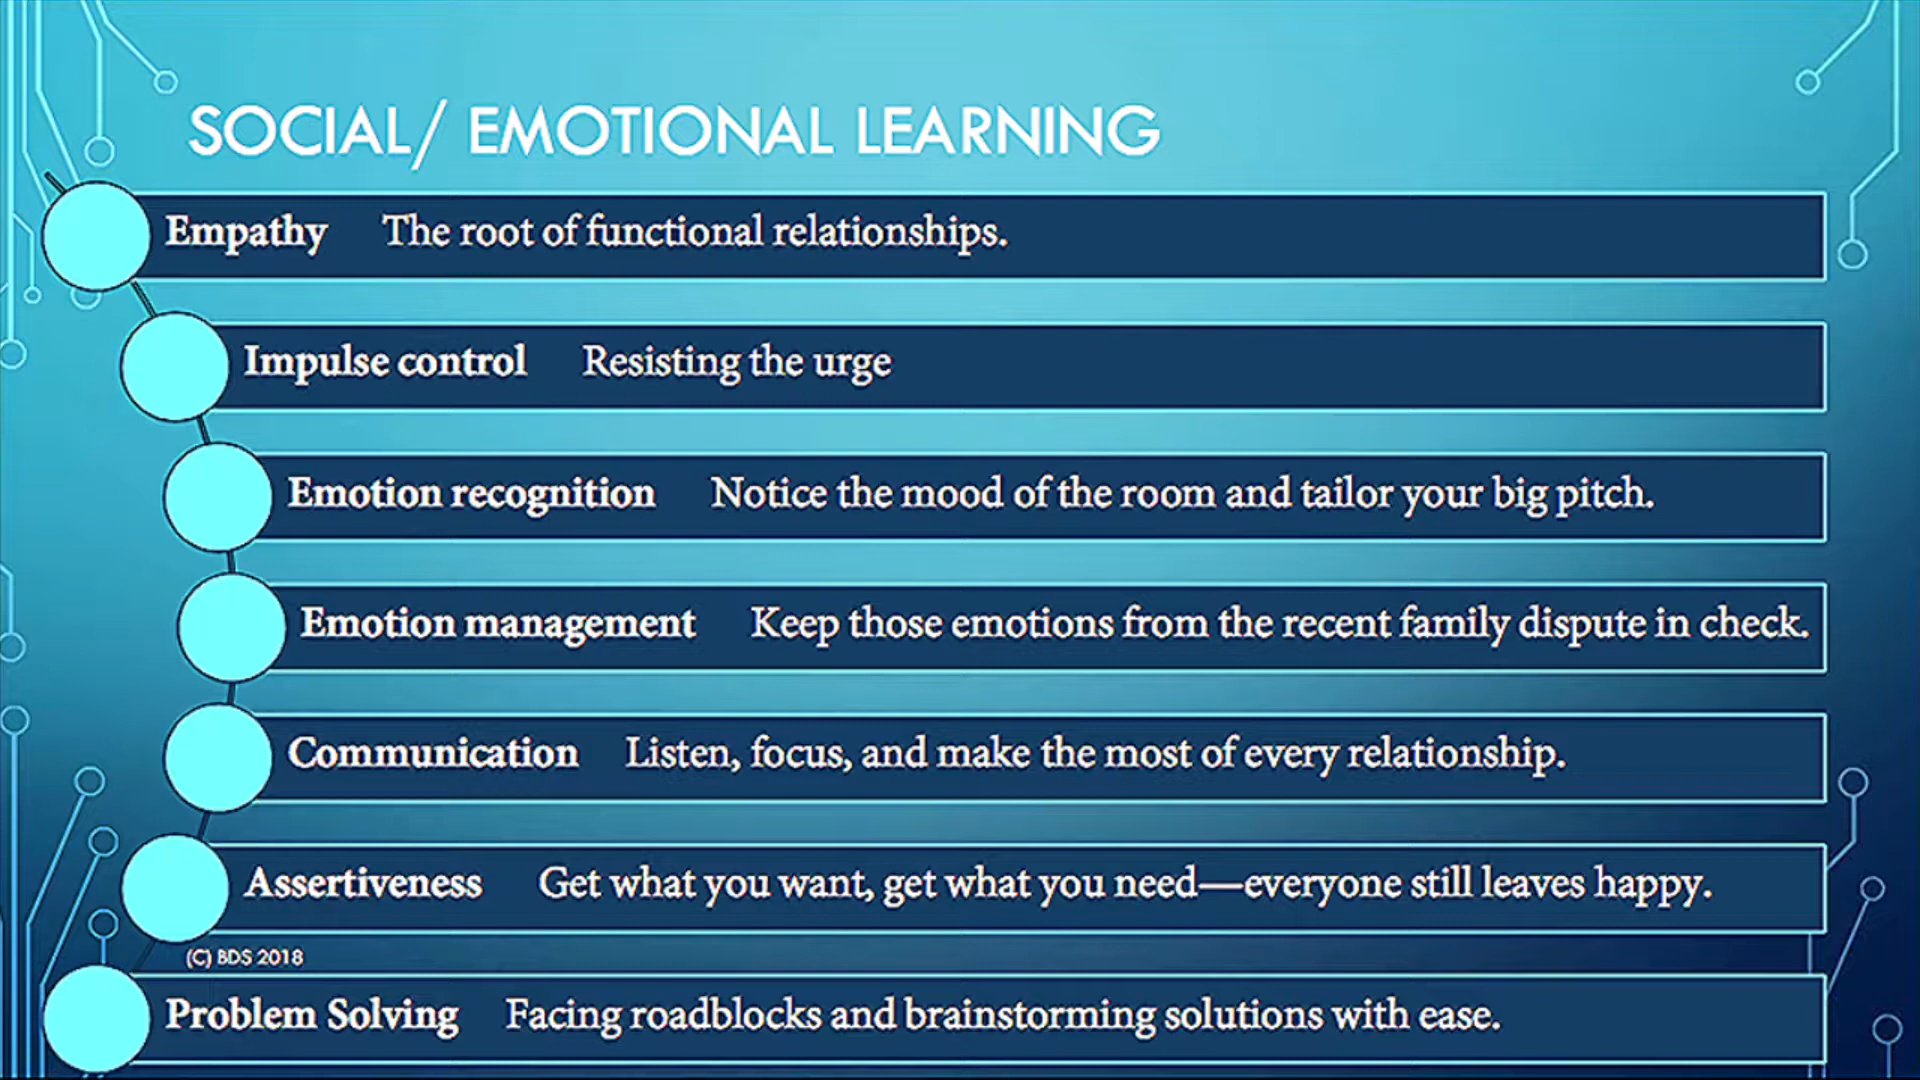 SOCIAL/ EMOTIONAL LEARNING
Empathy The root of functional relationships.
Impulse control Resisting the urge
Emotion recognition Notice the mood of the room and tailor your big pitch.
Emotion management Keep those emotions from the recent family dispute in check.
Communication Listen, focus, and make the most of every relationship.
Assertiveness Get what you want, get what you need—everyone still leaves happy.
(C) BDS 2018
Problem Solving Facing roadblocks and brainstorming solutions with ease.